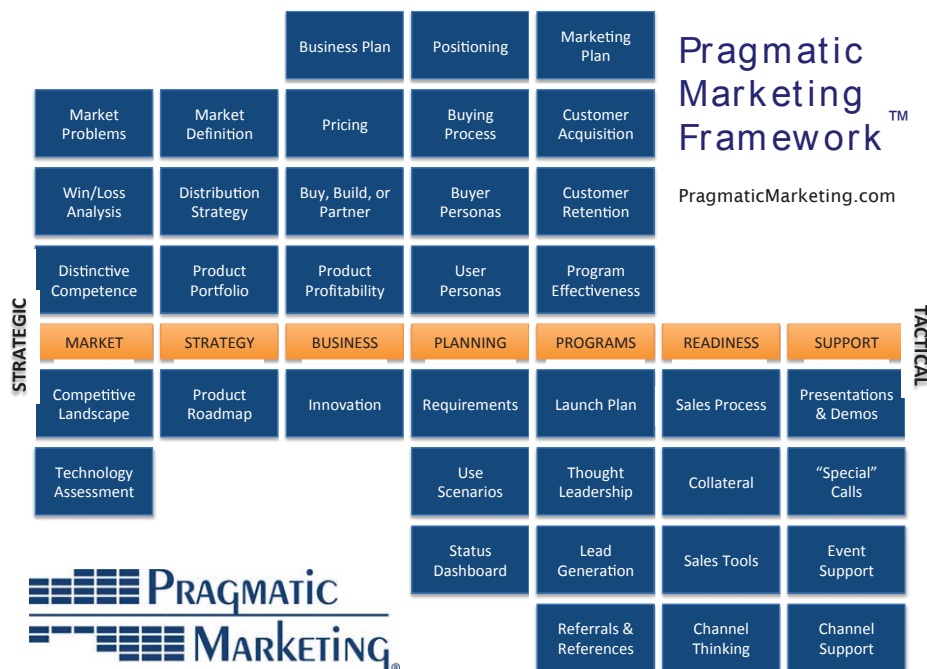 Business Plan
Positioning
Marketing
Plan
Pragmatic
Marketing
Framework ™
PragmaticMarketing.com
Market
Problems
Market
Definition
Pricing
Buying
Process
Customer
Acquisition
Win/Loss
Analysis
Distribution
Strategy
Buy, Build, or
Partner
Buyer
Personas
Customer
Retention
Distinctive
Competence
Product
Portfolio
Product
Profitability
User
Personas
Program
Effectiveness
STRATEGIC
MARKET
STRATEGY
BUSINESS
PLANNING
PROGRAMS
READINESS
SUPPORT
TACTICAL
Competitive
Landscape
Product
Roadmap
Innovation
Requirements
Launch Plan
Sales Process
Presentations
& Demos
Technology
Assessment
Use
Scenarios
Thought
Leadership
Collateral
“Special”
Calls
Status
Dashboard
Lead
Generation
Sales Tools
Event
Support
Referrals &
References
Channel
Thinking
Channel
Support
PRAGMATIC
MARKETING®